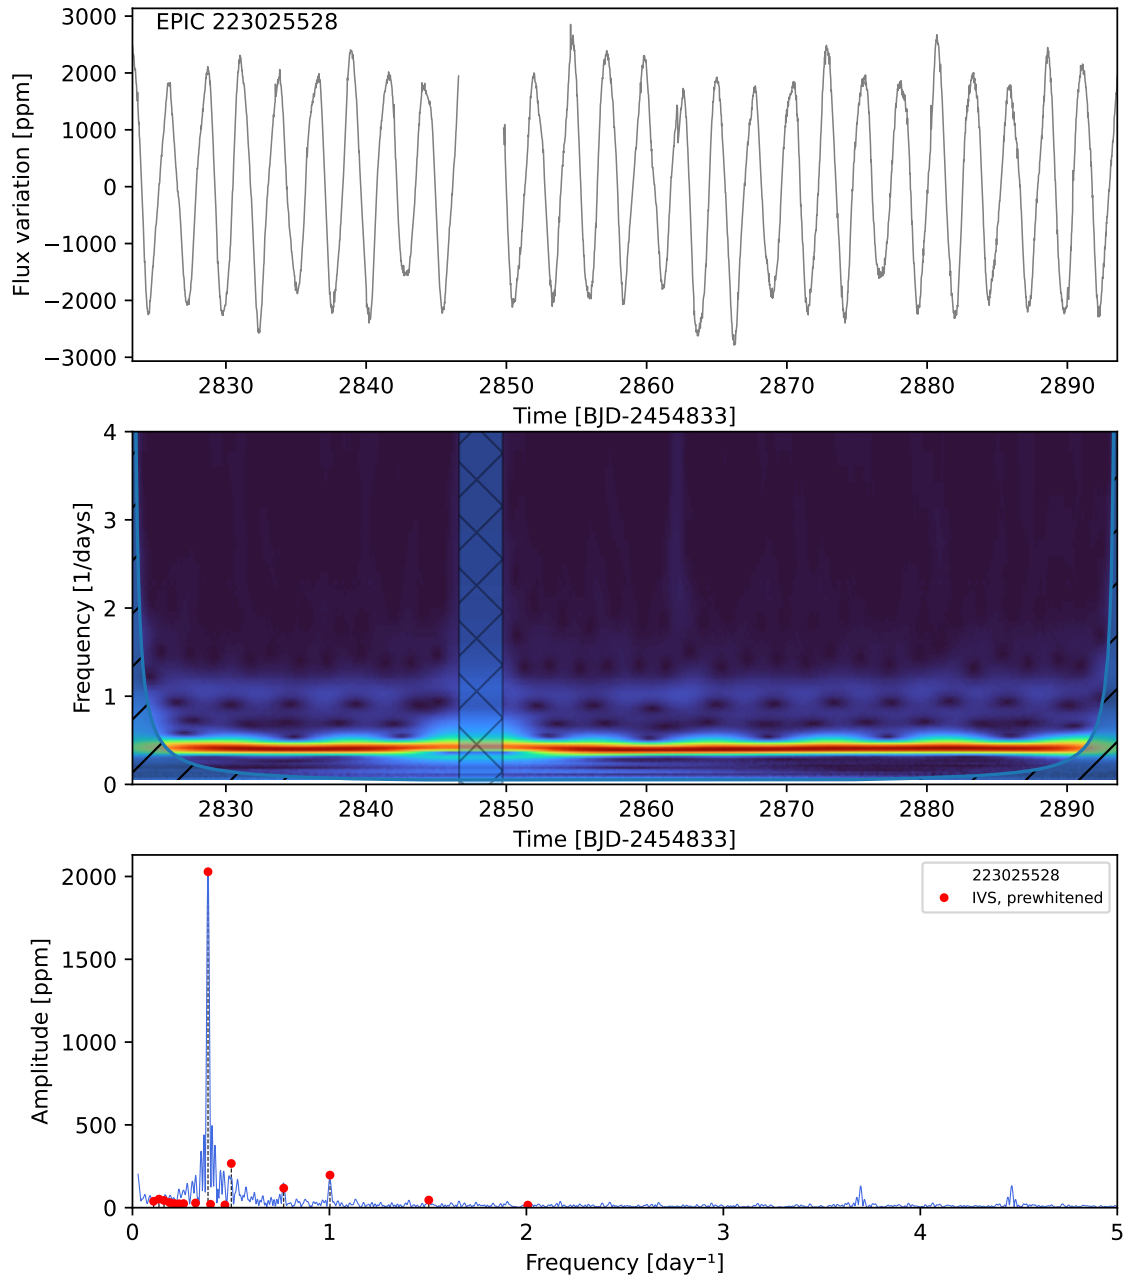 EPIC 223025528
3000
2000
1000
0
−1000
−2000
−3000
Flux variation [ppm]
2830 2840 2850 2860 2870 2880 2890
Time [BJD-2454833]
4
3
2
1
0
Frequency [1/days]
2830 2840 2850 2860 2870 2880 2890
Time [BJD-2454833]
223025528
IVS, prewhitened
2000
1500
1000
500
0
Amplitude [ppm]
0 1 2 3 4 5
Frequency [day⁻¹]